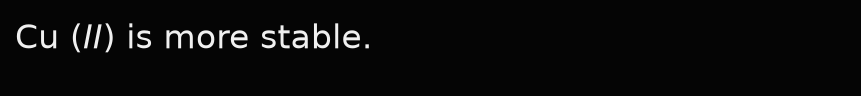 Cu (II) is more stable.